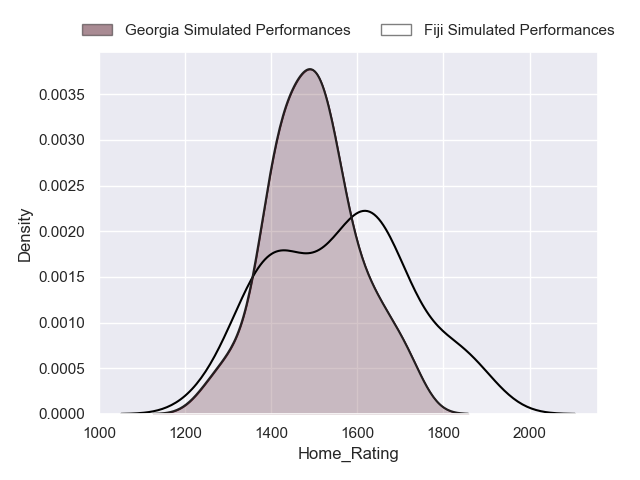 Georgia Simulated Performances Fiji Simulated Performances
0.0035
0.0030
0.0025
0.0020
0.0015
0.0010
0.0005
0.0000
Density
1000 1200 1400 1600 1800 2000
Home_Rating